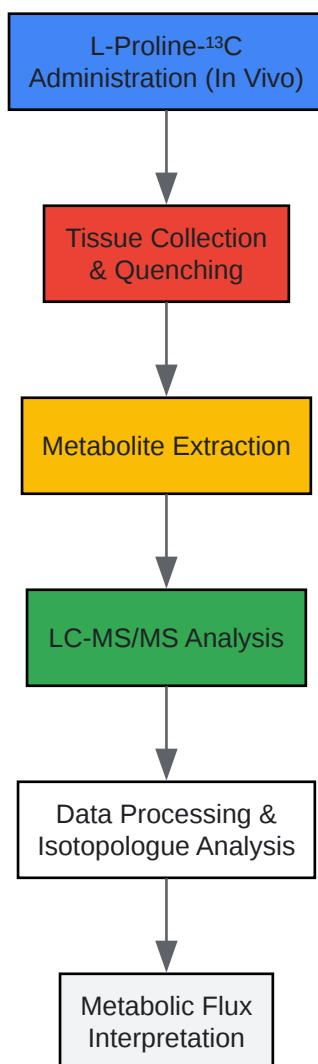 L-Proline-¹³C
Administration (In Vivo)
Tissue Collection
& Quenching
Metabolite Extraction
LC-MS/MS Analysis
Data Processing &
Isotopologue Analysis
Metabolic Flux
Interpretation